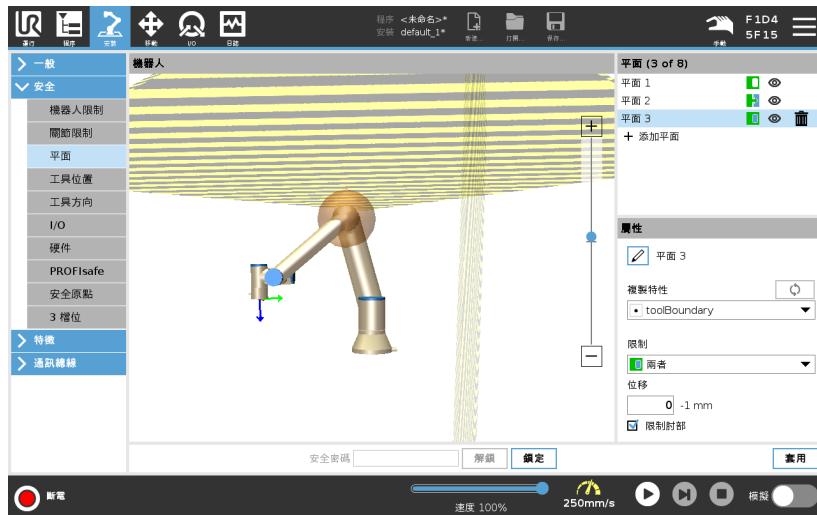 UR
運行
程序
安裝
移動
I/O
日誌
程序 <未命名>*
安裝 default_1*
新建...
打開...
保存...
手動
F1D4
5F15
一般
安全
機器人限制
關節限制
平面
工具位置
工具方向
I/O
硬件
PROFIsafe
安全原點
3 檔位
特徵
通訊總線
機器人
平面 (3 of 8)
平面 1
平面 2
平面 3
添加平面
屬性
平面 3
複製特性
toolBoundary
限制
兩者
位移
0 -1 mm
限制肘部
安全密碼
解鎖
鎖定
套用
斷電
速度 100%
250mm/s
模擬